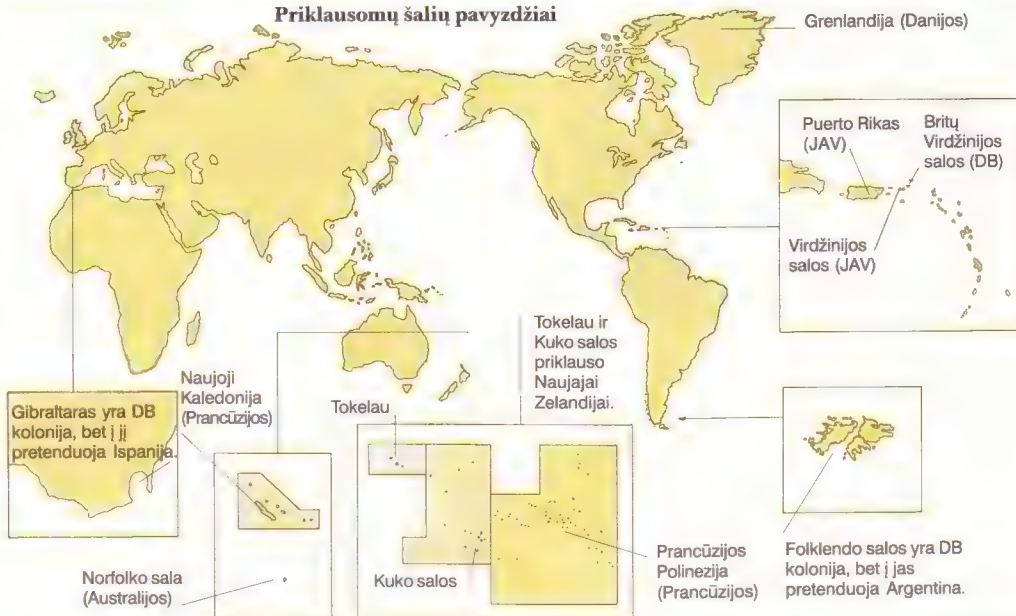 Priklausomų šalių pavyzdžiai
Grenlandija (Danijos)
Puerto Rikas
(JAV)
Britų
Virdžinijos
salos (DB)
Virdžinijos
salos (JAV)
Tokelau ir
Kuko salos
priklauso
Naujajai
Zelandijai.
Naujoji
Kaledonija
(Prancūzijos)
Tokelau
Gibraltaras yra DB
kolonija, bet į jį
pretenduoja Ispanija.
Norfolko sala
(Australijos)
Kuko salos
Prancūzijos
Polinezija
(Prancūzijos)
Folklendo salos yra DB
kolonija, bet į jas
pretenduoja Argentina.